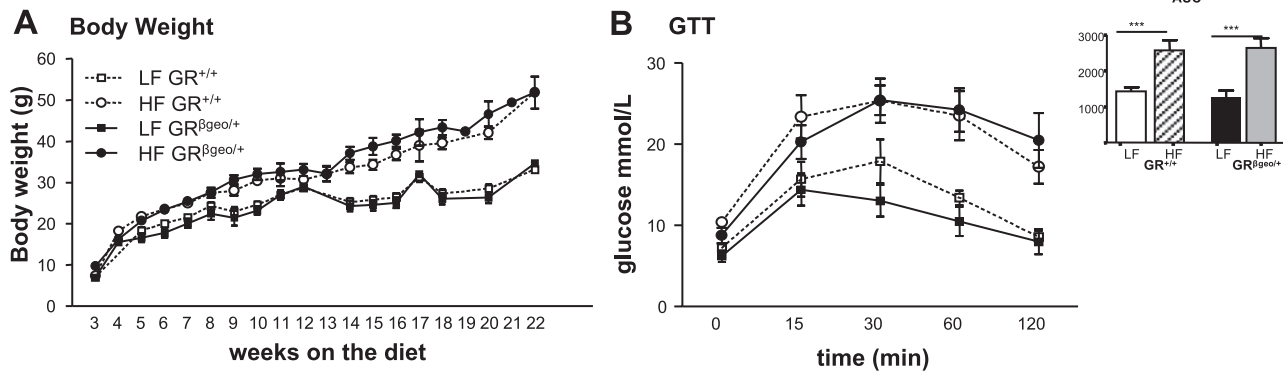 A Body Weight
Body weight (g)
60
50
40
30
20
10
0
LF GR+/+
HF GR+/+
LF GRβgeo/+
HF GRβgeo/+
3 4 5 6 7 8 9 10 11 12 13 14 15 16 17 18 19 20 21 22
weeks on the diet
B GTT
glucose mmol/L
30
20
10
0
0 15 30 60 120
time (min)
3000
2000
1000
*** ***
LF HF LF HF
GR+/+ GRβgeo/+